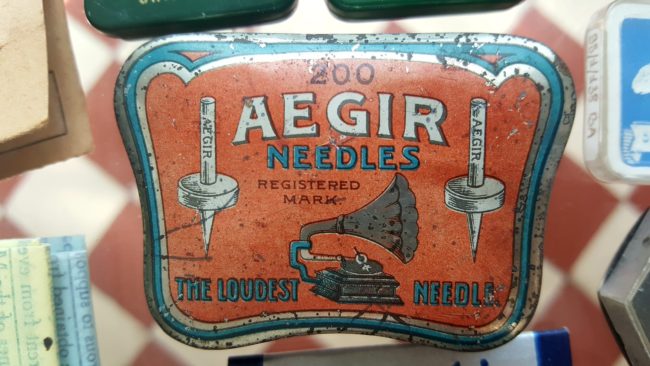 200
AEGIR
NEEDLES
REGISTERED
MARK.
AEGIR
AEGIR
THE LOUDEST NEEDLE.